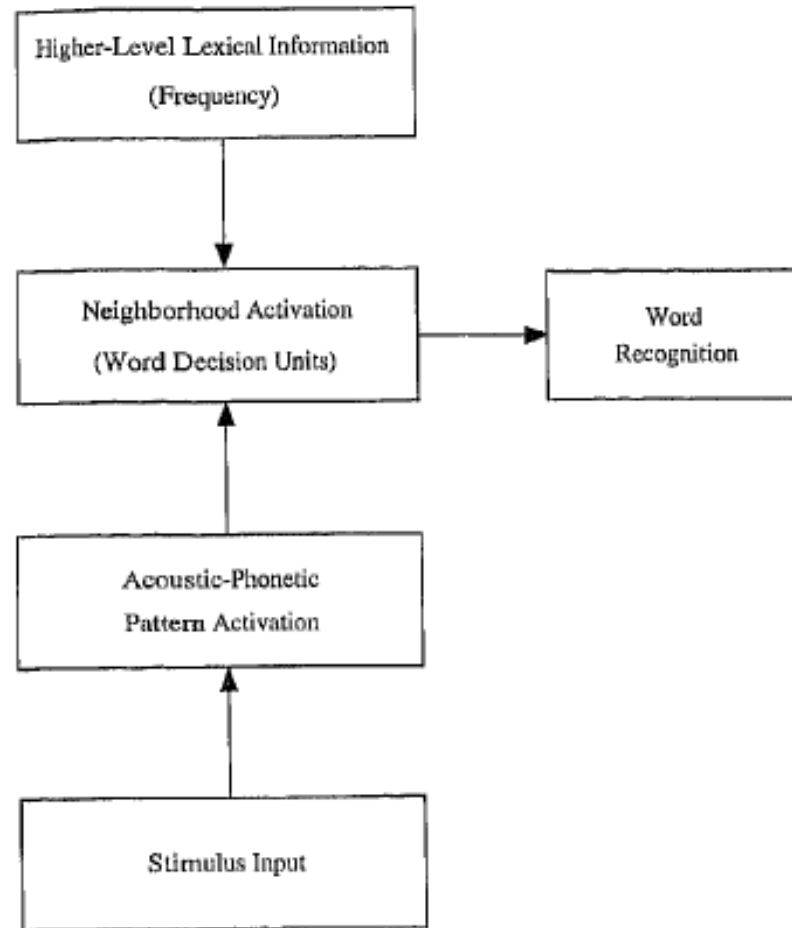 Higher-Level Lexical Information
(Frequency)
Neighborhood Activation
(Word Decision Units)
Word
Recognition
Acoustic-Phonetic
Pattern Activation
Stimulus Input